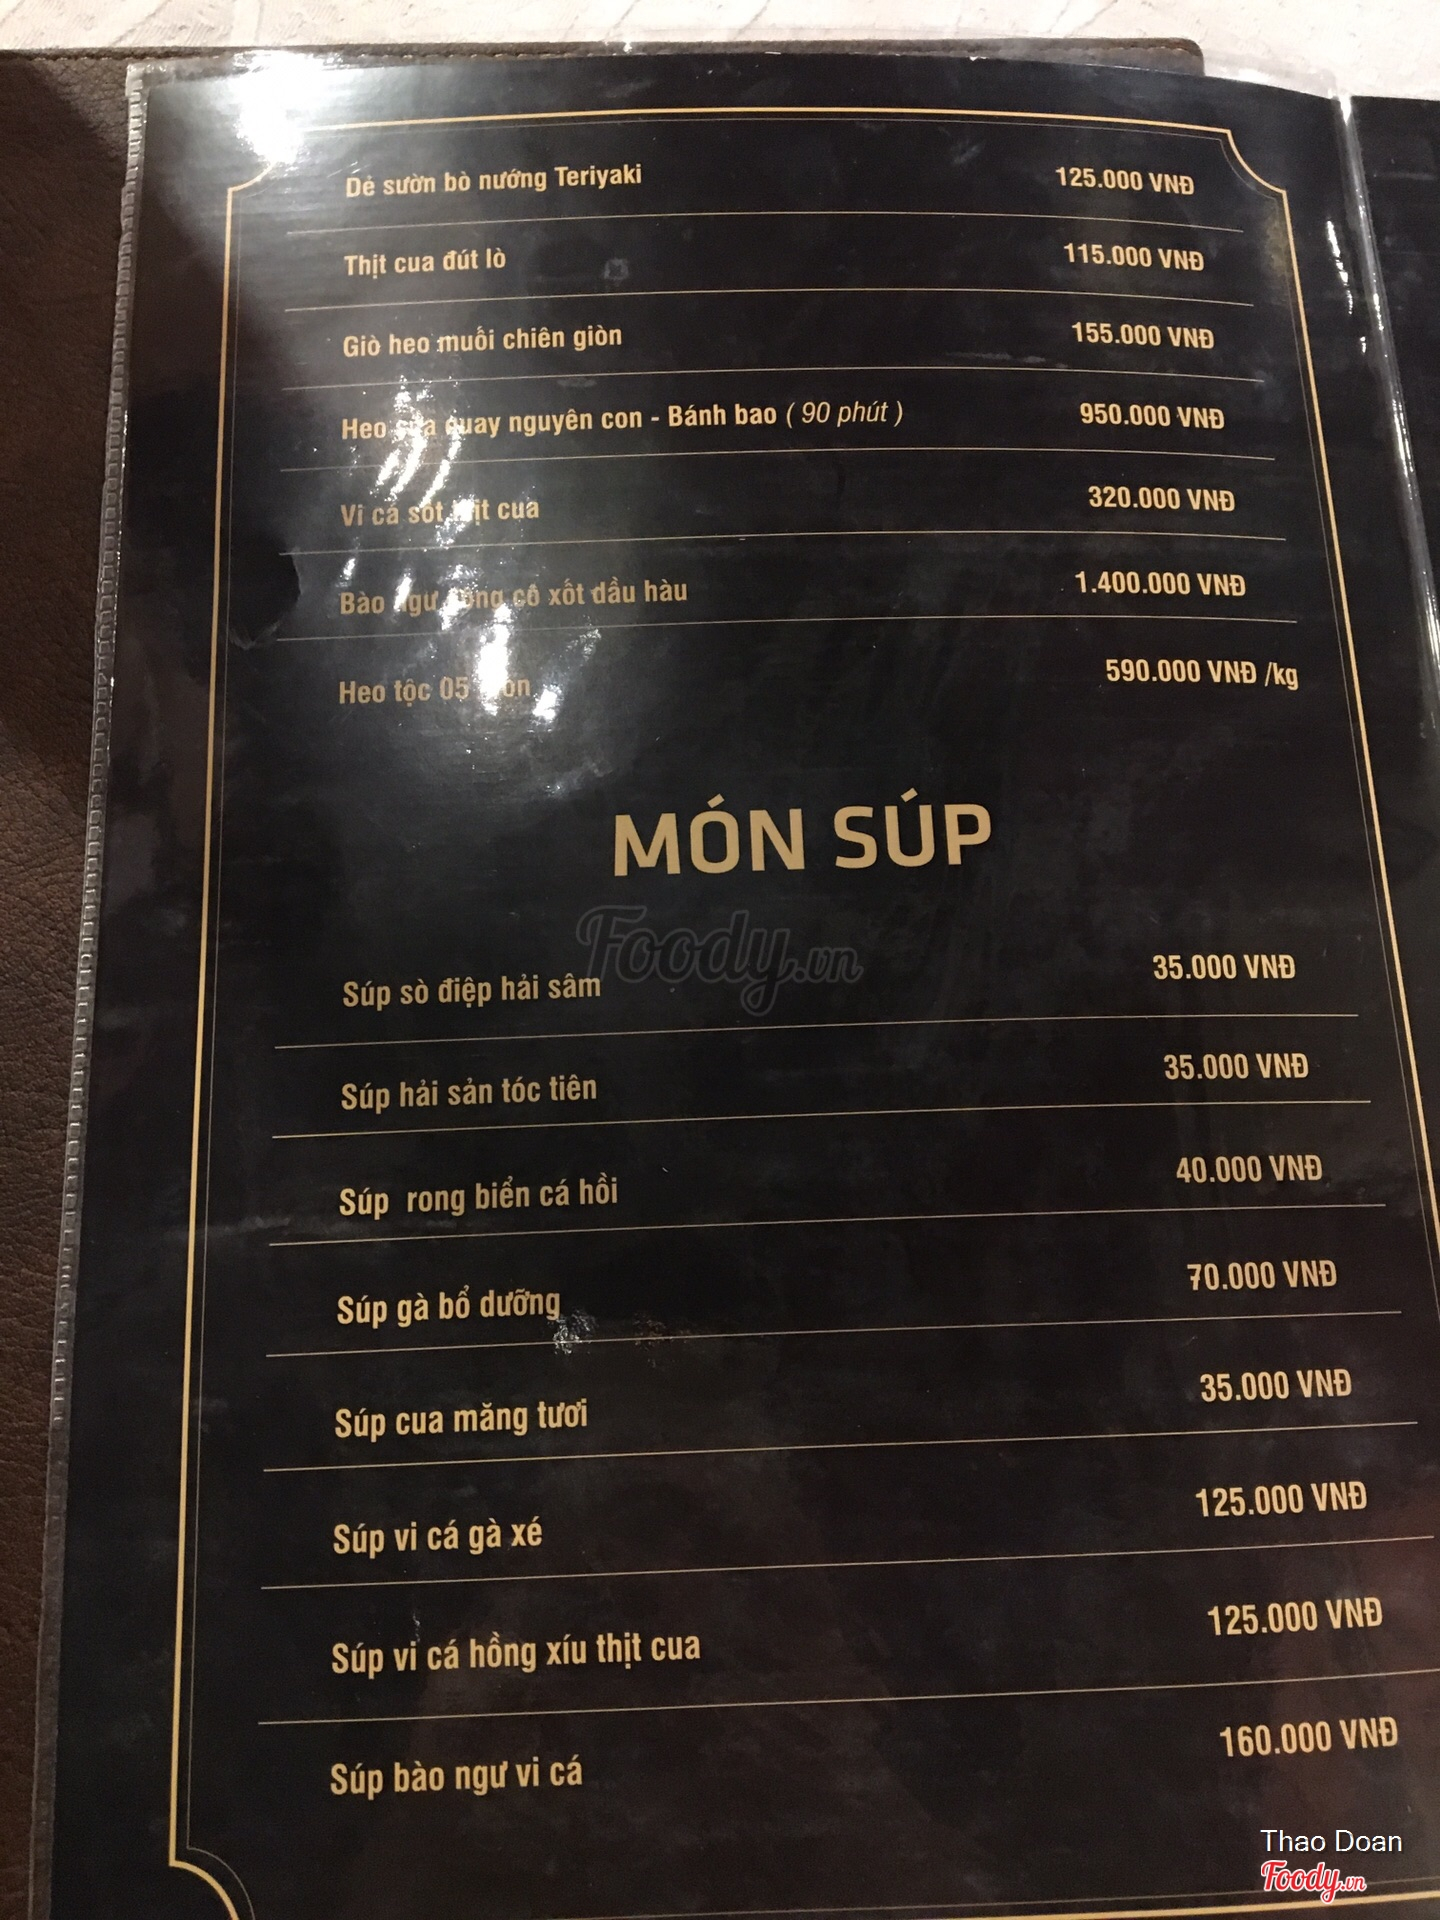 Dẻ sườn bò nướng Teriyaki 125.000 VNĐ
Thịt cua đút lò 115.000 VNĐ
Giò heo muối chiên giòn 155.000 VNĐ
Heo quay nguyên con - Bánh bao ( 90 phút ) 950.000 VNĐ
Vi cá sốt thịt cua 320.000 VNĐ
Bào ngư cô xốt dầu hàu 1.400.000 VNĐ
Heo tộc 05 590.000 VNĐ /kg
MÓN SÚP
Foody.vn
Súp sò điệp hải sâm 35.000 VNĐ
Súp hải sản tóc tiên 35.000 VNĐ
Súp rong biển cá hồi 40.000 VNĐ
Súp gà bổ dưỡng 70.000 VNĐ
Súp cua măng tươi 35.000 VNĐ
Súp vi cá gà xé 125.000 VNĐ
Súp vi cá hồng xíu thịt cua 125.000 VNĐ
Súp bào ngư vi cá 160.000 VNĐ
Thao Doan
Foody.vn